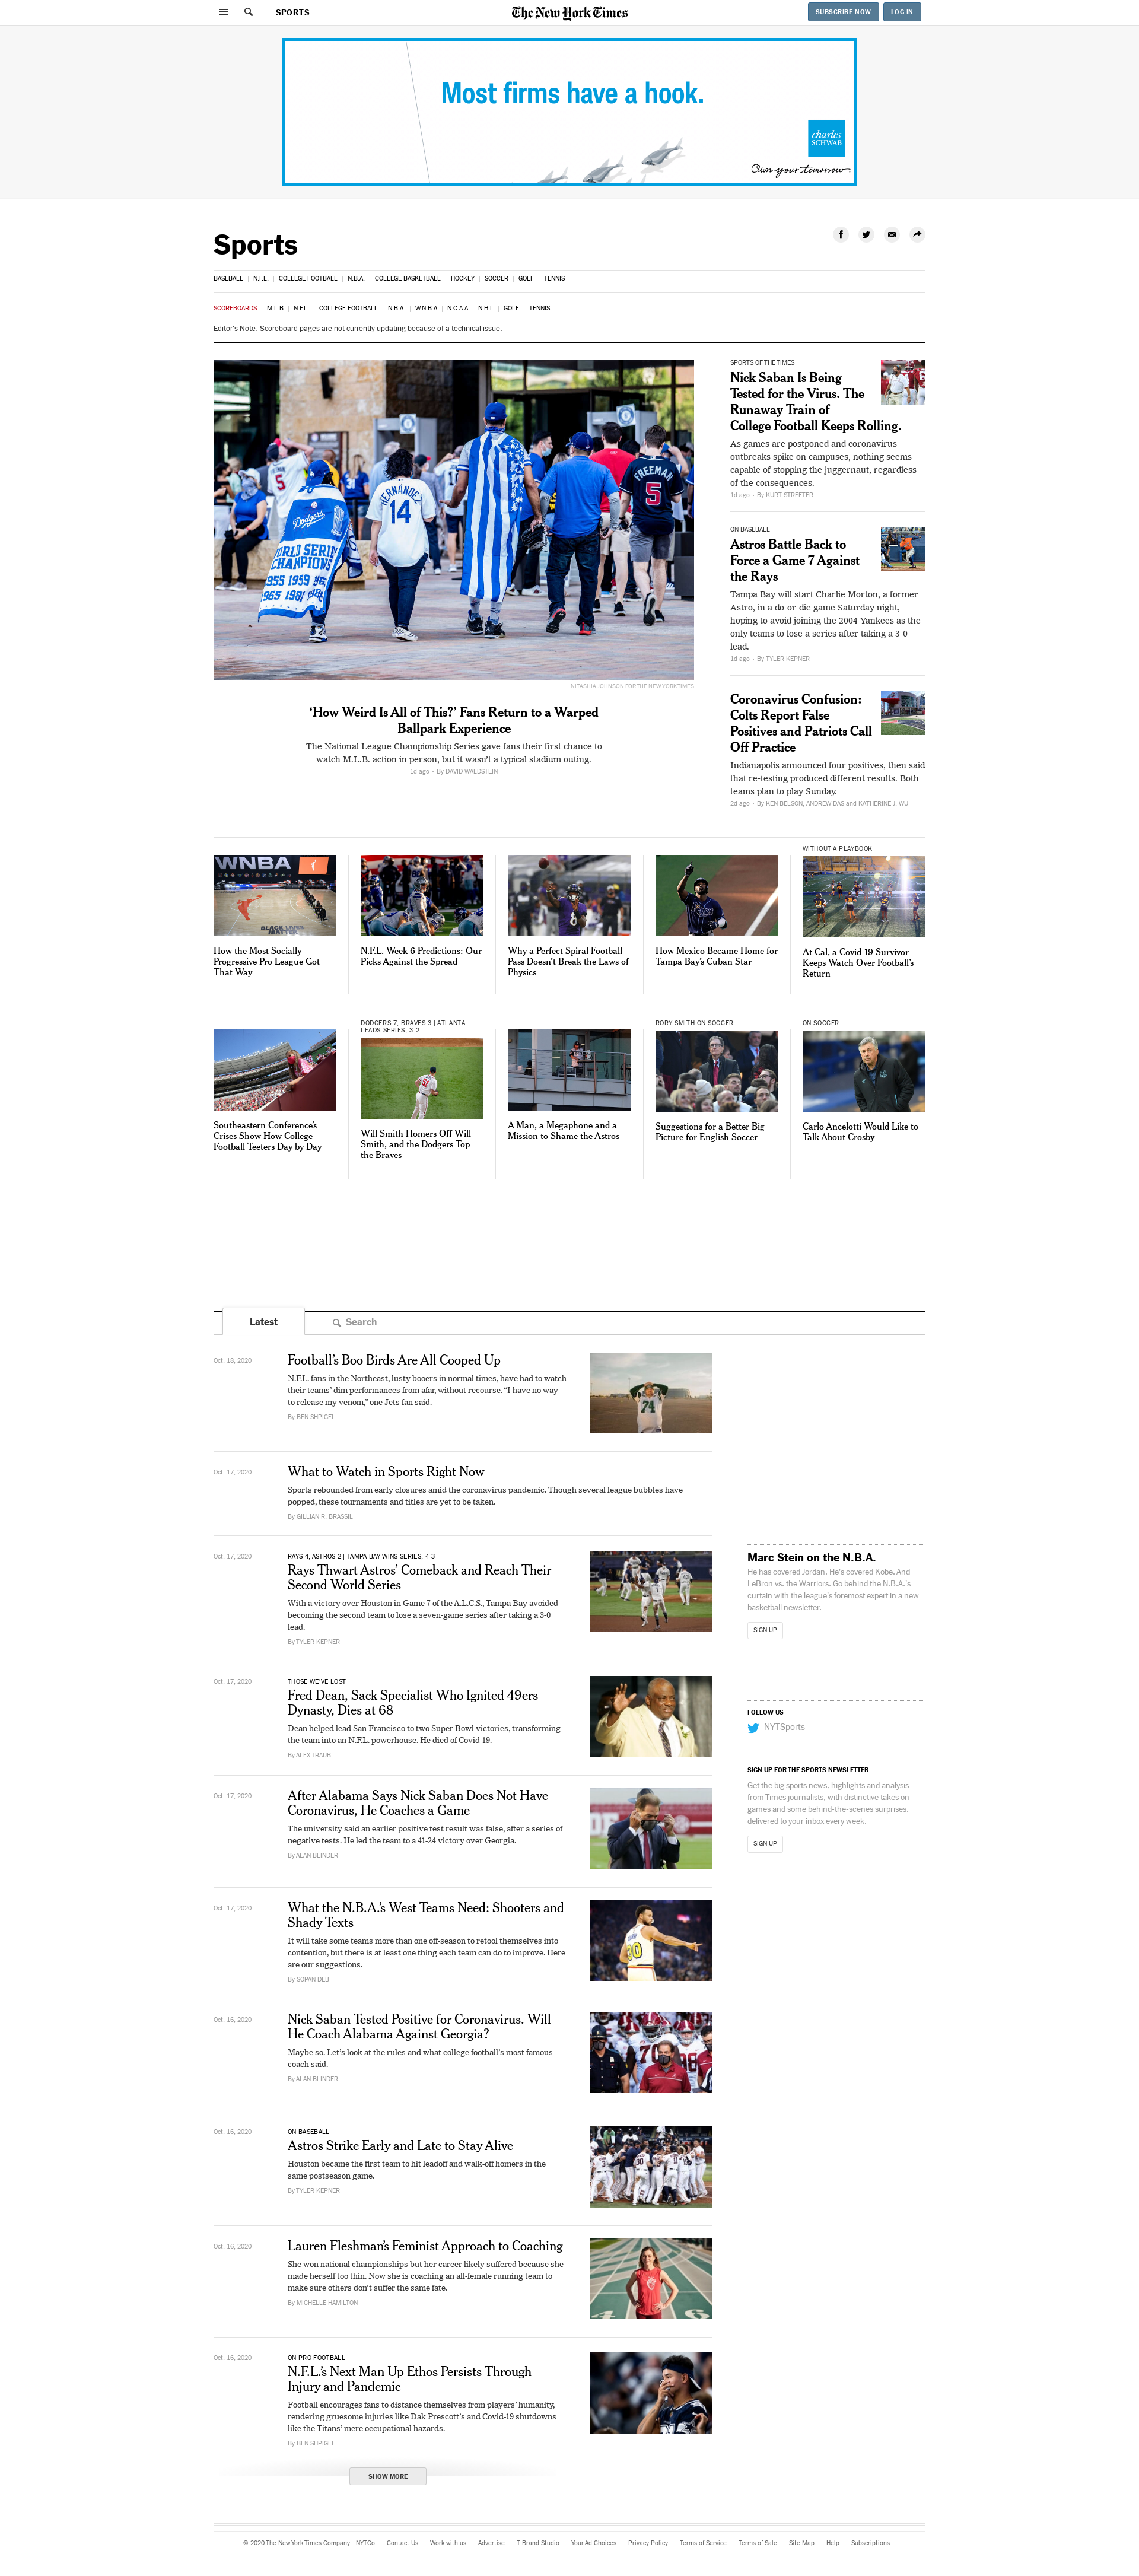 SPORTS
The New York Times
SUBSCRIBE NOW
LOG IN
Most firms have a hook.
charles
SCHWAB
Own your tomorrow
Sports
BASEBALL | N.F.L. | COLLEGE FOOTBALL | N.B.A. | COLLEGE BASKETBALL | HOCKEY | SOCCER | GOLF | TENNIS
SCOREBOARDS | M.L.B | N.F.L. | COLLEGE FOOTBALL | N.B.A. | W.N.B.A | N.C.A.A | N.H.L | GOLF | TENNIS
Editor's Note: Scoreboard pages are not currently updating because of a technical issue.
Dodgers
WORLD SERIES
CHAMPIONS
1955 1959
1965 1981
HERNÁNDEZ
14
FREEMAN
5
5
NITASHIA JOHNSON FOR THE NEW YORK TIMES
‘How Weird Is All of This?’ Fans Return to a Warped
Ballpark Experience
The National League Championship Series gave fans their first chance to
watch M.L.B. action in person, but it wasn't a typical stadium outing.
1d ago • By DAVID WALDSTEIN
SPORTS OF THE TIMES
Nick Saban Is Being
Tested for the Virus. The
Runaway Train of
College Football Keeps Rolling.
As games are postponed and coronavirus
outbreaks spike on campuses, nothing seems
capable of stopping the juggernaut, regardless
of the consequences.
1d ago • By KURT STREETER
ON BASEBALL
Astros Battle Back to
Force a Game 7 Against
the Rays
Tampa Bay will start Charlie Morton, a former
Astro, in a do-or-die game Saturday night,
hoping to avoid joining the 2004 Yankees as the
only teams to lose a series after taking a 3-0
lead.
1d ago • By TYLER KEPNER
Coronavirus Confusion:
Colts Report False
Positives and Patriots Call
Off Practice
Indianapolis announced four positives, then said
that re-testing produced different results. Both
teams plan to play Sunday.
2d ago • By KEN BELSON, ANDREW DAS and KATHERINE J. WU
WNBA
BLACK LIVES
MATTER
How the Most Socially
Progressive Pro League Got
That Way
N.F.L. Week 6 Predictions: Our
Picks Against the Spread
8
Why a Perfect Spiral Football
Pass Doesn't Break the Laws of
Physics
How Mexico Became Home for
Tampa Bay's Cuban Star
WITHOUT A PLAYBOOK
At Cal, a Covid-19 Survivor
Keeps Watch Over Football's
Return
Southeastern Conference's
Crises Show How College
Football Teeters Day by Day
DODGERS 7, BRAVES 3 | ATLANTA
LEADS SERIES, 3-2
51
Will Smith Homers Off Will
Smith, and the Dodgers Top
the Braves
A Man, a Megaphone and a
Mission to Shame the Astros
RORY SMITH ON SOCCER
Suggestions for a Better Big
Picture for English Soccer
ON SOCCER
Carlo Ancelotti Would Like to
Talk About Crosby
Latest
Search
Oct. 18, 2020
Football's Boo Birds Are All Cooped Up
N.F.L. fans in the Northeast, lusty booers in normal times, have had to watch
their teams' dim performances from afar, without recourse. “I have no way
to release my venom,” one Jets fan said.
By BEN SHPIGEL
74
Oct. 17, 2020
What to Watch in Sports Right Now
Sports rebounded from early closures amid the coronavirus pandemic. Though several league bubbles have
popped, these tournaments and titles are yet to be taken.
By GILLIAN R. BRASSIL
Oct. 17, 2020
RAYS 4, ASTROS 2 | TAMPA BAY WINS SERIES, 4-3
Rays Thwart Astros' Comeback and Reach Their
Second World Series
With a victory over Houston in Game 7 of the A.L.C.S., Tampa Bay avoided
becoming the second team to lose a seven-game series after taking a 3-0
lead.
By TYLER KEPNER
Marc Stein on the N.B.A.
He has covered Jordan. He's covered Kobe. And
LeBron vs. the Warriors. Go behind the N.B.A.'s
curtain with the league's foremost expert in a new
basketball newsletter.
SIGN UP
Oct. 17, 2020
THOSE WE'VE LOST
Fred Dean, Sack Specialist Who Ignited 49ers
Dynasty, Dies at 68
Dean helped lead San Francisco to two Super Bowl victories, transforming
the team into an N.F.L. powerhouse. He died of Covid-19.
By ALEX TRAUB
FOLLOW US
NYTSports
SIGN UP FOR THE SPORTS NEWSLETTER
Get the big sports news, highlights and analysis
from Times journalists, with distinctive takes on
games and some behind-the-scenes surprises,
delivered to your inbox every week.
SIGN UP
Oct. 17, 2020
After Alabama Says Nick Saban Does Not Have
Coronavirus, He Coaches a Game
The university said an earlier positive test result was false, after a series of
negative tests. He led the team to a 41-24 victory over Georgia.
By ALAN BLINDER
Oct. 17, 2020
What the N.B.A.'s West Teams Need: Shooters and
Shady Texts
It will take some teams more than one off-season to retool themselves into
contention, but there is at least one thing each team can do to improve. Here
are our suggestions.
By SOPAN DEB
30
Oct. 16, 2020
Nick Saban Tested Positive for Coronavirus. Will
He Coach Alabama Against Georgia?
Maybe so. Let's look at the rules and what college football's most famous
coach said.
By ALAN BLINDER
70
Oct. 16, 2020
ON BASEBALL
Astros Strike Early and Late to Stay Alive
Houston became the first team to hit leadoff and walk-off homers in the
same postseason game.
By TYLER KEPNER
30
Oct. 16, 2020
Lauren Fleshman's Feminist Approach to Coaching
She won national championships but her career likely suffered because she
made herself too thin. Now she is coaching an all-female running team to
make sure others don't suffer the same fate.
By MICHELLE HAMILTON
Oct. 16, 2020
ON PRO FOOTBALL
N.F.L.'s Next Man Up Ethos Persists Through
Injury and Pandemic
Football encourages fans to distance themselves from players' humanity,
rendering gruesome injuries like Dak Prescott's and Covid-19 shutdowns
like the Titans' mere occupational hazards.
By BEN SHPIGEL
SHOW MORE
© 2020 The New York Times Company NYTCo Contact Us Work with us Advertise T Brand Studio Your Ad Choices Privacy Policy Terms of Service Terms of Sale Site Map Help Subscriptions